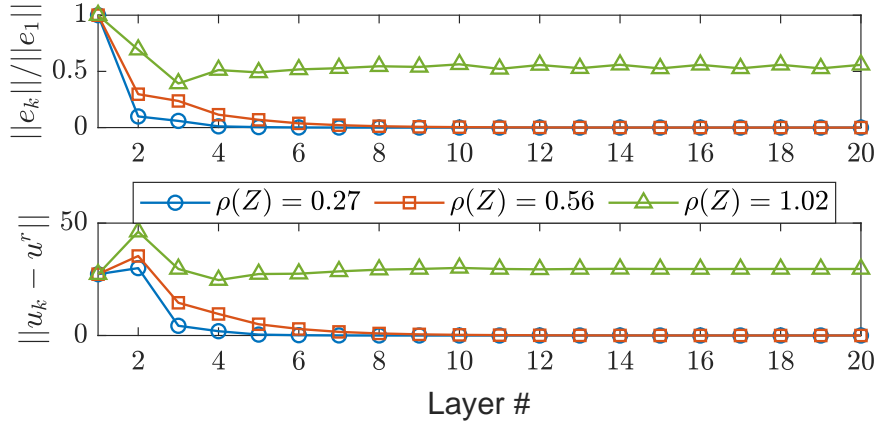 ||e_k||/||e_1||
1
0.5
0
2 4 6 8 10 12 14 16 18 20
ρ(Z) = 0.27 ρ(Z) = 0.56 ρ(Z) = 1.02
||u_k − u^r||
50
0
2 4 6 8 10 12 14 16 18 20
Layer #